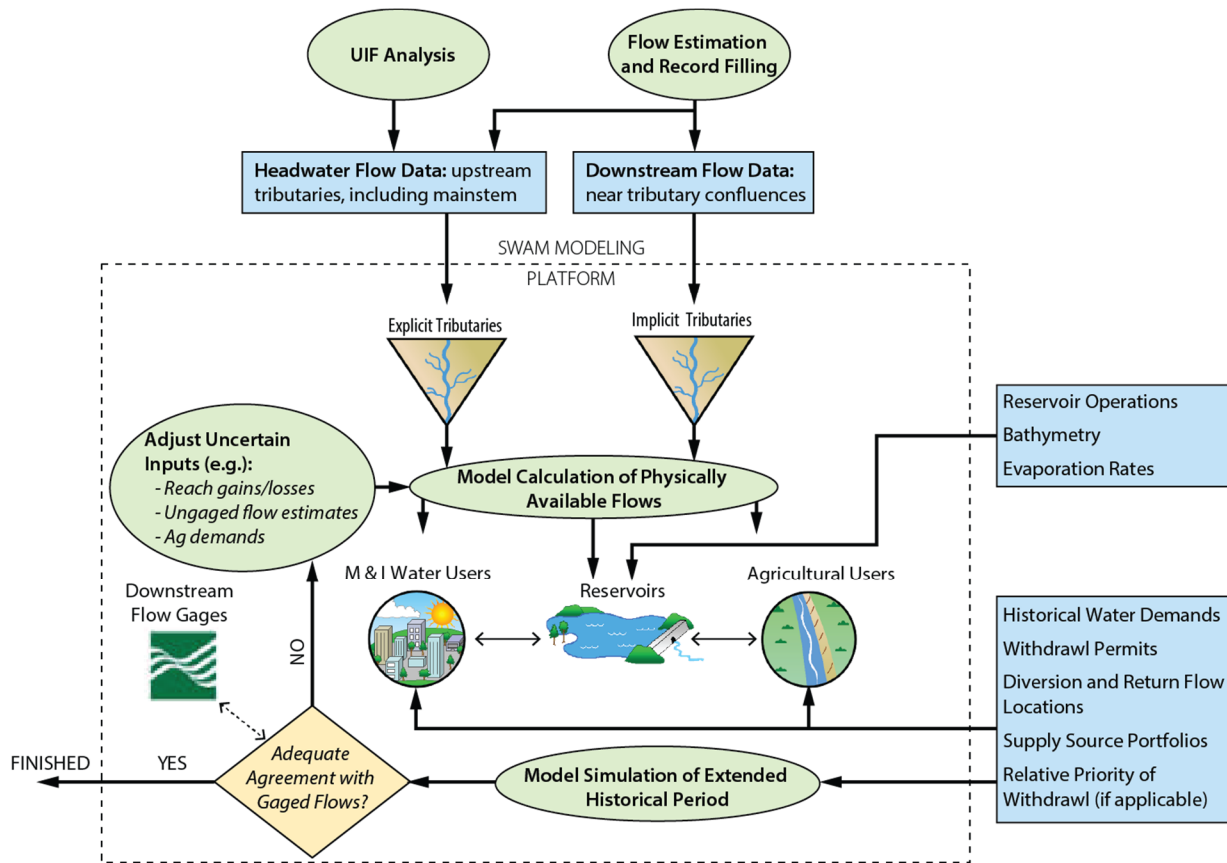 UIF Analysis
Flow Estimation
and Record Filling
Headwater Flow Data: upstream
tributaries, including mainstem
Downstream Flow Data:
near tributary confluences
SWAM MODELING
PLATFORM
Explicit Tributaries
Implicit Tributaries
Reservoir Operations
Bathymetry
Evaporation Rates
Adjust Uncertain
Inputs (e.g.):
- Reach gains/losses
- Ungaged flow estimates
- Ag demands
Model Calculation of Physically
Available Flows
M & I Water Users
Reservoirs
Agricultural Users
Downstream
Flow Gages
NO
Historical Water Demands
Withdrawl Permits
Diversion and Return Flow
Locations
Supply Source Portfolios
Relative Priority of
Withdrawl (if applicable)
FINISHED
YES
Adequate
Agreement with
Gaged Flows?
Model Simulation of Extended
Historical Period